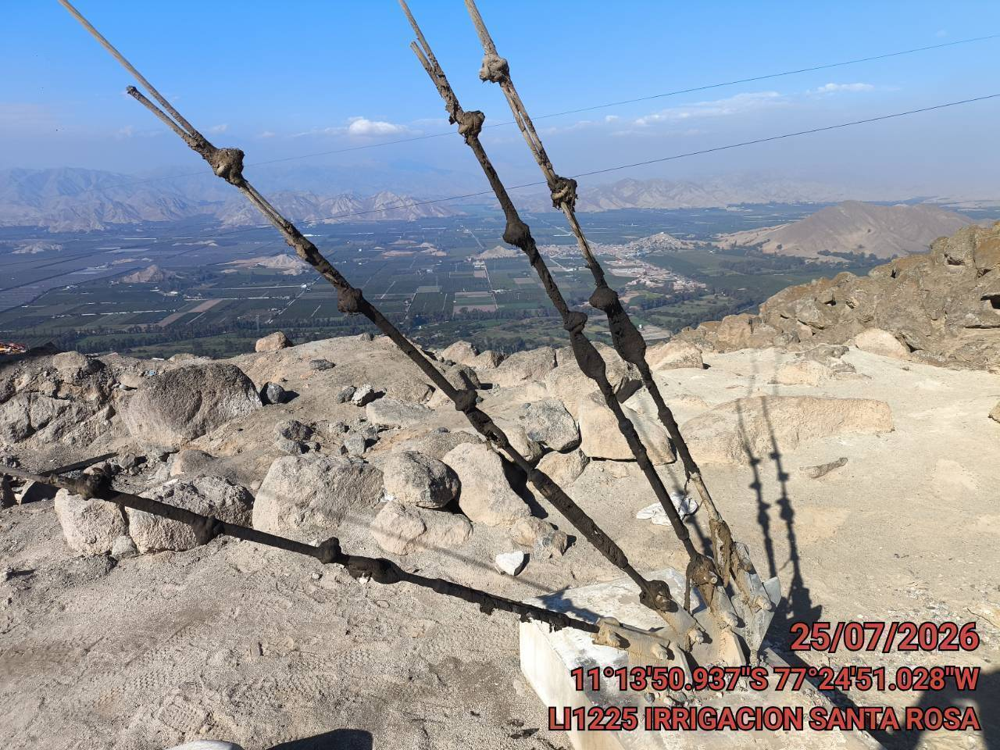 25/07/2026
11°13'50.937"S 77°24'51.028"W
LI1225 IRRIGACION SANTA ROSA